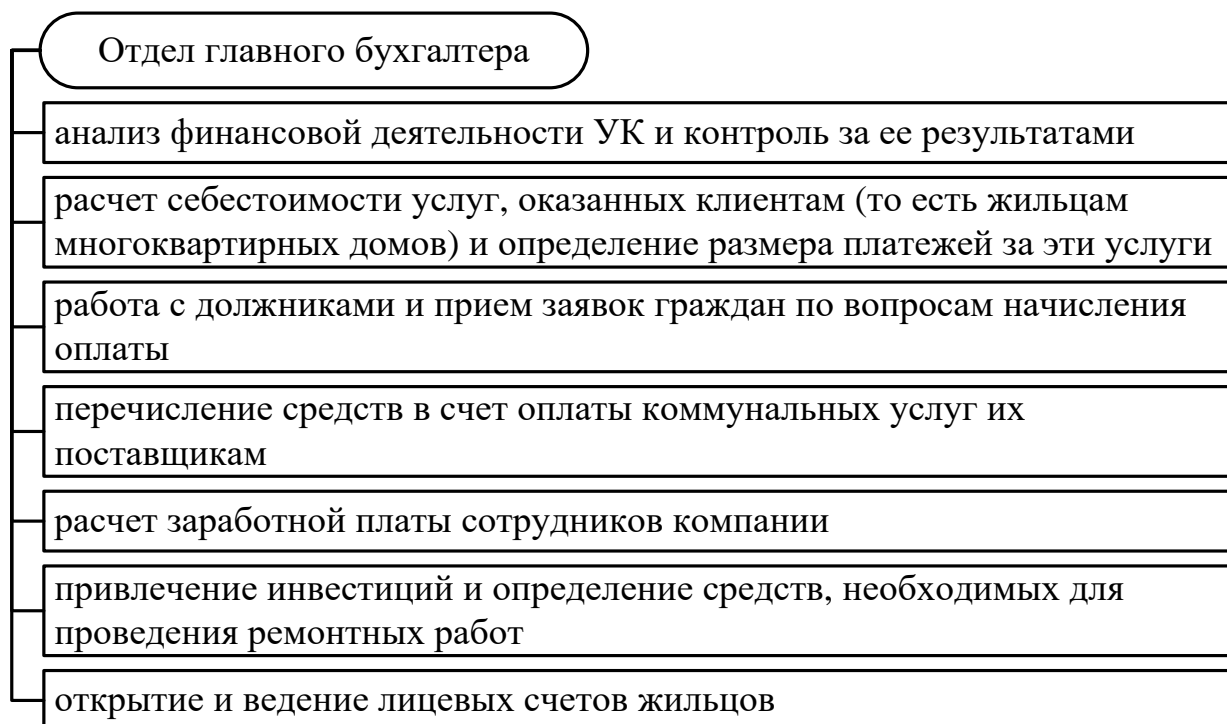 Отдел главного бухгалтера
анализ финансовой деятельности УК и контроль за ее результатами
расчет себестоимости услуг, оказанных клиентам (то есть жильцам
многоквартирных домов) и определение размера платежей за эти услуги
работа с должниками и прием заявок граждан по вопросам начисления
оплаты
перечисление средств в счет оплаты коммунальных услуг их
поставщикам
расчет заработной платы сотрудников компании
привлечение инвестиций и определение средств, необходимых для
проведения ремонтных работ
открытие и ведение лицевых счетов жильцов